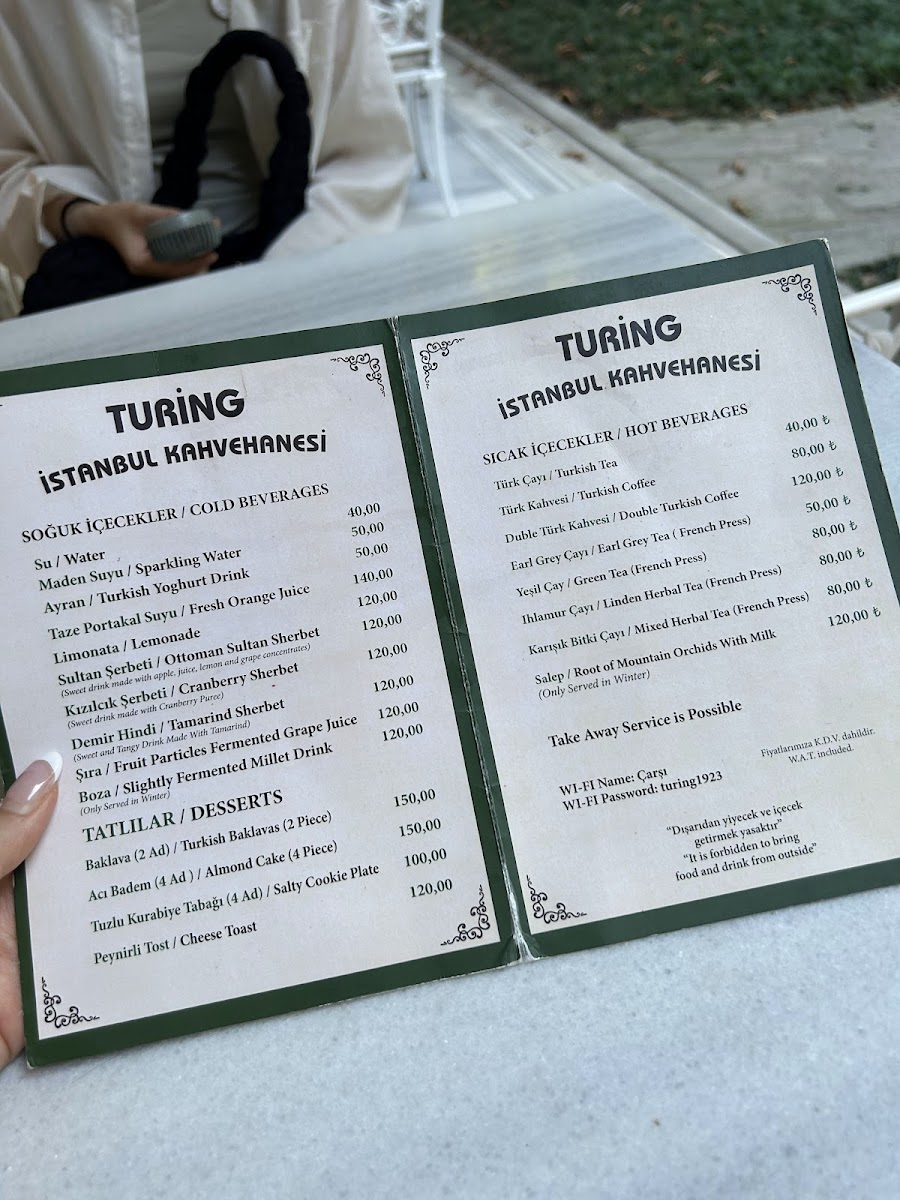 TURİNG
İSTANBUL KAHVEHANESİ
SOĞUK İÇECEKLER / COLD BEVERAGES
Su / Water 40,00
Maden Suyu / Sparkling Water 50,00
Ayran / Turkish Yoghurt Drink 50,00
Taze Portakal Suyu / Fresh Orange Juice 140,00
Limonata / Lemonade 120,00
Sultan Şerbeti / Ottoman Sultan Sherbet 120,00
(Sweet drink made with apple, juice, lemon and grape concentrates)
Kızılcık Şerbeti / Cranberry Sherbet 120,00
(Sweet drink made with Cranberry Puree)
Demir Hindi / Tamarind Sherbet 120,00
(Sweet and Tangy Drink Made With Tamarind)
Şıra / Fruit Particles Fermented Grape Juice 120,00
Boza / Slightly Fermented Millet Drink 120,00
(Only Served in Winter)
TATLILAR / DESSERTS
Baklava (2 Ad) / Turkish Baklavas (2 Piece) 150,00
Acı Badem (4 Ad ) / Almond Cake (4 Piece) 150,00
Tuzlu Kurabiye Tabağı (4 Ad) / Salty Cookie Plate 100,00
Peynirli Tost / Cheese Toast 120,00
TURİNG
İSTANBUL KAHVEHANESİ
SICAK İÇECEKLER / HOT BEVERAGES
Türk Çayı / Turkish Tea 40,00 ₺
Türk Kahvesi / Turkish Coffee 80,00 ₺
Duble Türk Kahvesi / Double Turkish Coffee 120,00 ₺
Earl Grey Çayı / Earl Grey Tea ( French Press) 50,00 ₺
Yeşil Çay / Green Tea (French Press) 80,00 ₺
Ihlamur Çayı / Linden Herbal Tea (French Press) 80,00 ₺
Karışık Bitki Çayı / Mixed Herbal Tea (French Press) 80,00 ₺
Salep / Root of Mountain Orchids With Milk 120,00 ₺
(Only Served in Winter)
Take Away Service is Possible
Fiyatlarımıza K.D.V. dahildir.
W.A.T. included.
WI-FI Name: Çarşı
WI-FI Password: turing1923
"Dışarıdan yiyecek ve içecek
getirmek yasaktır"
"It is forbidden to bring
food and drink from outside"